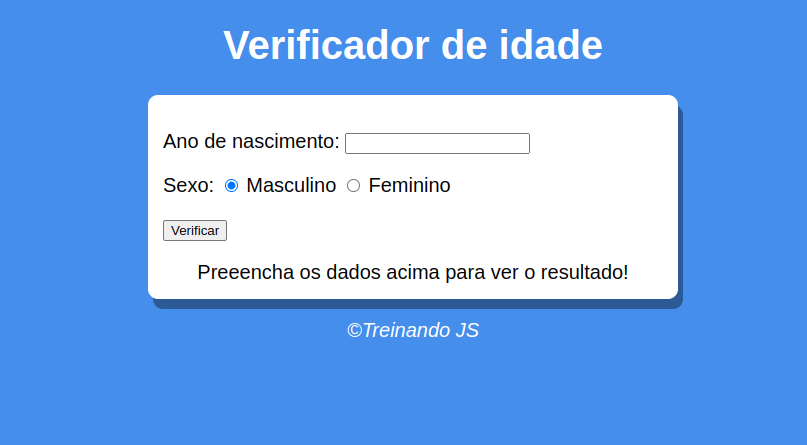 Verificador de idade
Ano de nascimento:
Sexo: Masculino Feminino
Verificar
Preeencha os dados acima para ver o resultado!
©Treinando JS